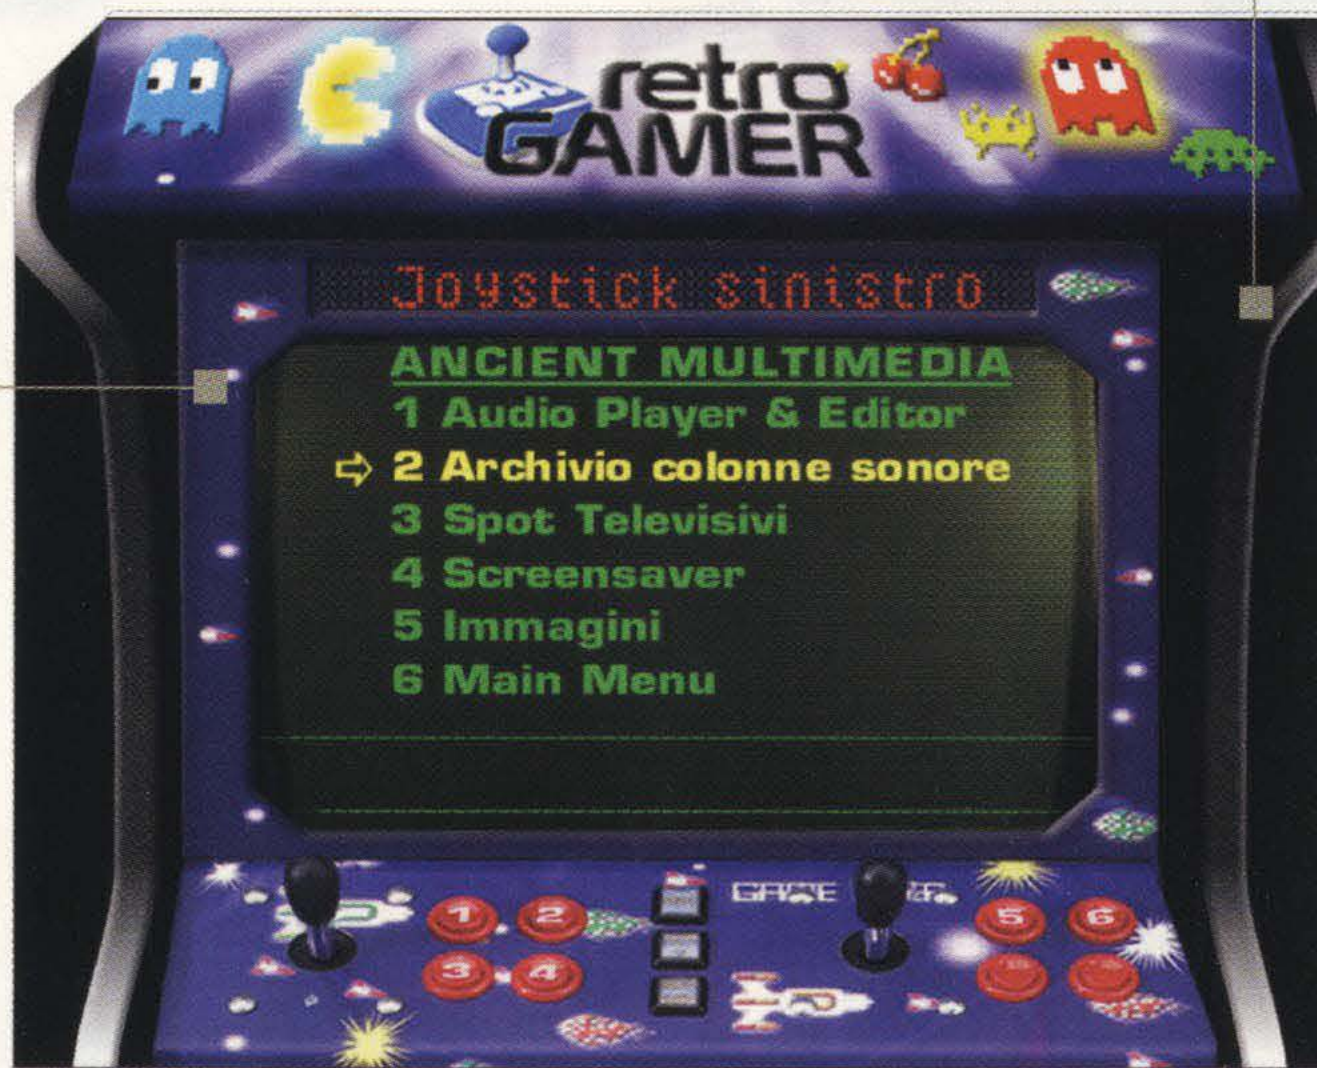 retro
GAMER
Joystick sinistro
ANCIENT MULTIMEDIA
1 Audio Player & Editor
⇨ 2 Archivio colonne sonore
3 Spot Televisivi
4 Screensaver
5 Immagini
6 Main Menu
GAME
1 2
5 6
3 4